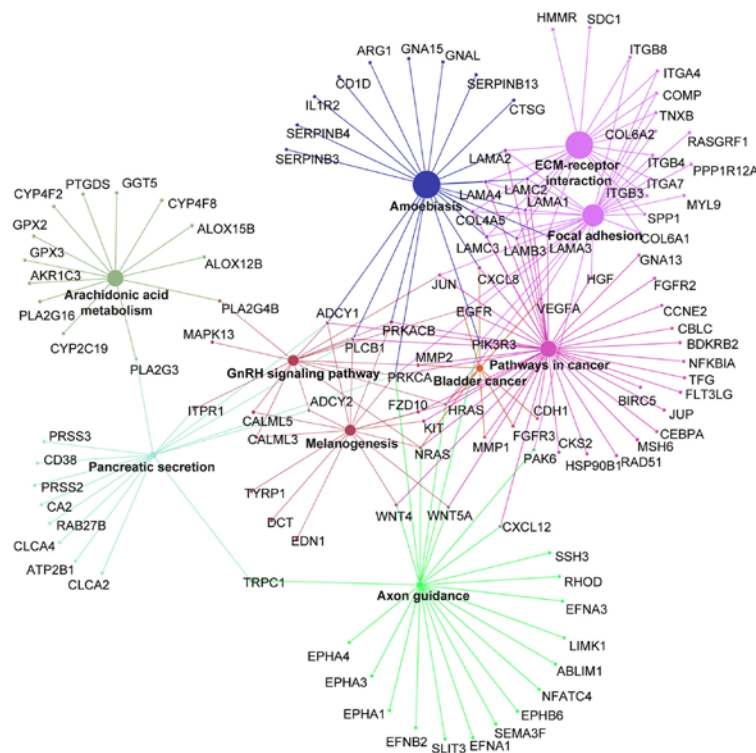 HMMR
SDC1
ARG1
GNA15
GNAL
ITGB8
ITGA4
CD1D
SERPINB13
COMP
IL1R2
CTSG
TNXB
SERPINB4
COL6A2
RASGRF1
SERPINB3
LAMA2
ECM-receptor
interaction
ITGB4
PPP1R12A
PTGDS
GGT5
CYP4F2
CYP4F8
Amoebiasis
LAMA4
LAMC2
LAMA1
ITGB3
ITGA7
MYL9
GPX2
ALOX15B
COL4A5
Focal adhesion
SPP1
GPX3
LAMC3
LAMB3
LAMA3
COL6A1
AKR1C3
ALOX12B
GNA13
Arachidonic acid
metabolism
JUN
CXCL8
HGF
FGFR2
PLA2G16
PLA2G4B
ADCY1
EGFR
VEGFA
CCNE2
CYP2C19
MAPK13
PRKACB
CBLC
PLCB1
PIK3R3
BDKRB2
PLA2G3
GnRH signaling pathway
MMP2
Pathways in cancer
NFKBIA
PRKCA
Bladder cancer
TFG
FLT3LG
ITPR1
ADCY2
FZD10
HRAS
CDH1
BIRC5
JUP
CALML5
KIT
CEBPA
PRSS3
CALML3
Melanogenesis
MMP1
FGFR3
CKS2
MSH6
CD38
Pancreatic secretion
NRAS
PAK6
HSP90B1
RAD51
PRSS2
CA2
TYRP1
RAB27B
DCT
WNT4
WNT5A
CLCA4
EDN1
CXCL12
ATP2B1
CLCA2
TRPC1
SSH3
Axon guidance
RHOD
EFNA3
EPHA4
LIMK1
EPHA3
ABLIM1
NFATC4
EPHA1
EPHB6
EFNB2
SEMA3F
SLIT3
EFNA1